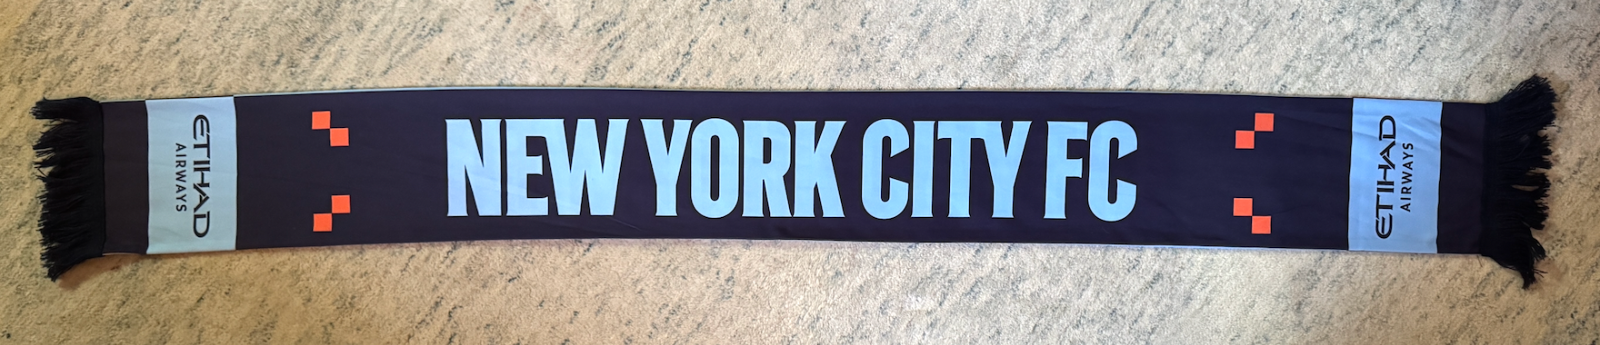 ETIHAD
AIRWAYS
NEW YORK CITY FC
ETIHAD
AIRWAYS